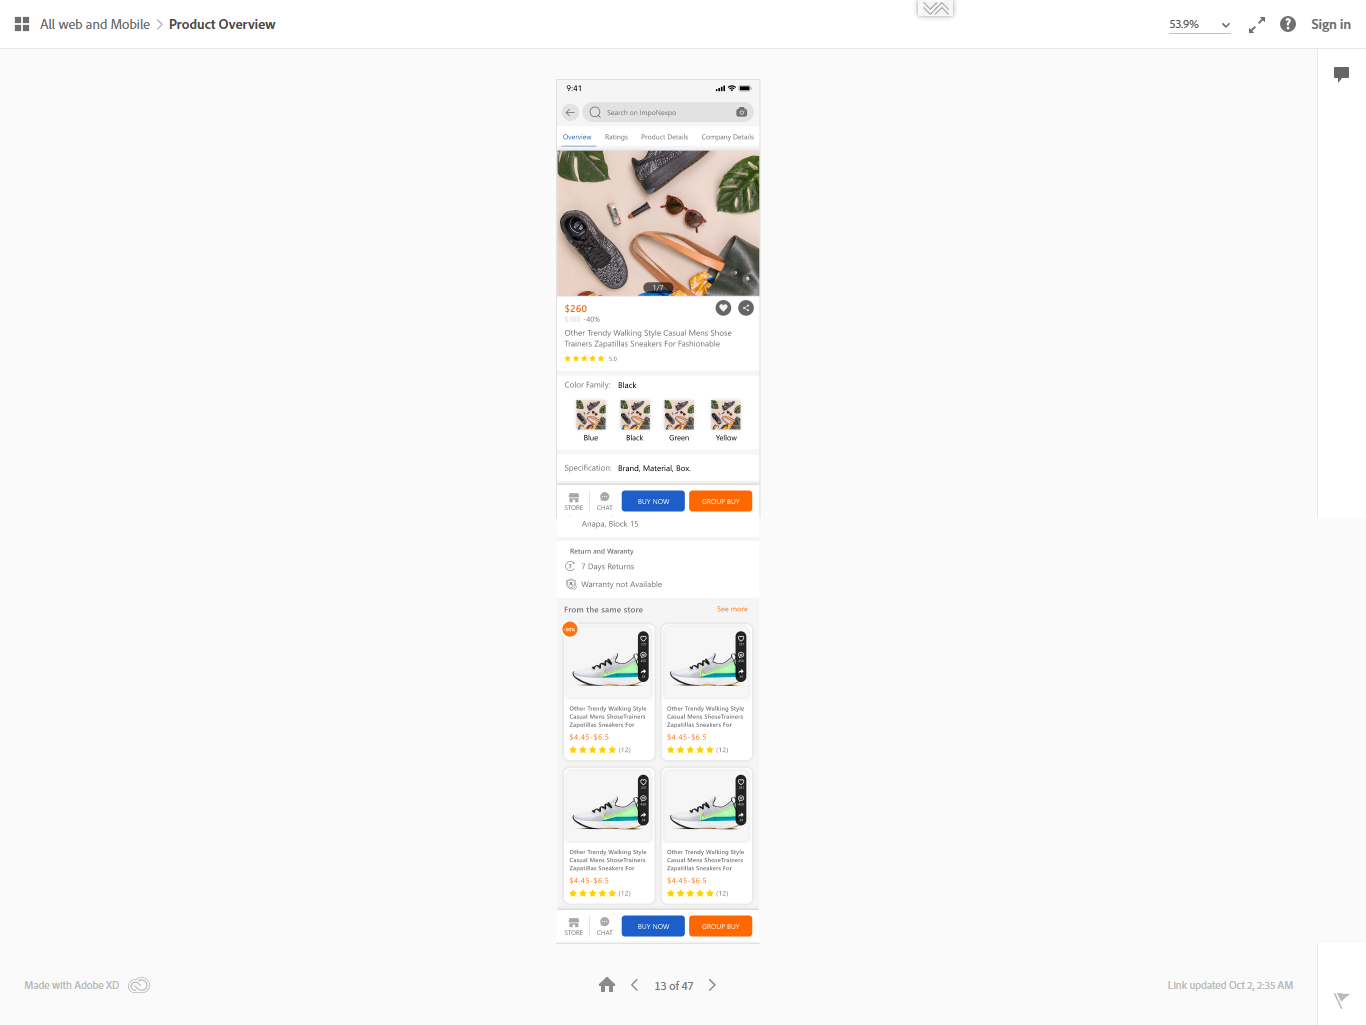 All web and Mobile > Product Overview
53.9%
Sign in
9:41
Search on ImpoNexpo
Overview Ratings Product Details Company Details
1/7
$260
-40%
Other Trendy Walking Style Casual Mens Shose
Trainers Zapatillas Sneakers For Fashionable
5.0
Color Family: Black
Blue Black Green Yellow
Specification: Brand, Material, Box.
STORE CHAT BUY NOW GROUP BUY
Anapa, Block 15
Return and Waranty
7 Days Returns
Warranty not Available
From the same store See more
Other Trendy Walking Style
Casual Mens ShoseTrainers
Zapatillas Sneakers For
$4.45-$6.5
(12)
Other Trendy Walking Style
Casual Mens ShoseTrainers
Zapatillas Sneakers For
$4.45-$6.5
(12)
Other Trendy Walking Style
Casual Mens ShoseTrainers
Zapatillas Sneakers For
$4.45-$6.5
(12)
Other Trendy Walking Style
Casual Mens ShoseTrainers
Zapatillas Sneakers For
$4.45-$6.5
(12)
STORE CHAT BUY NOW GROUP BUY
Made with Adobe XD
13 of 47
Link updated Oct 2, 2:35 AM